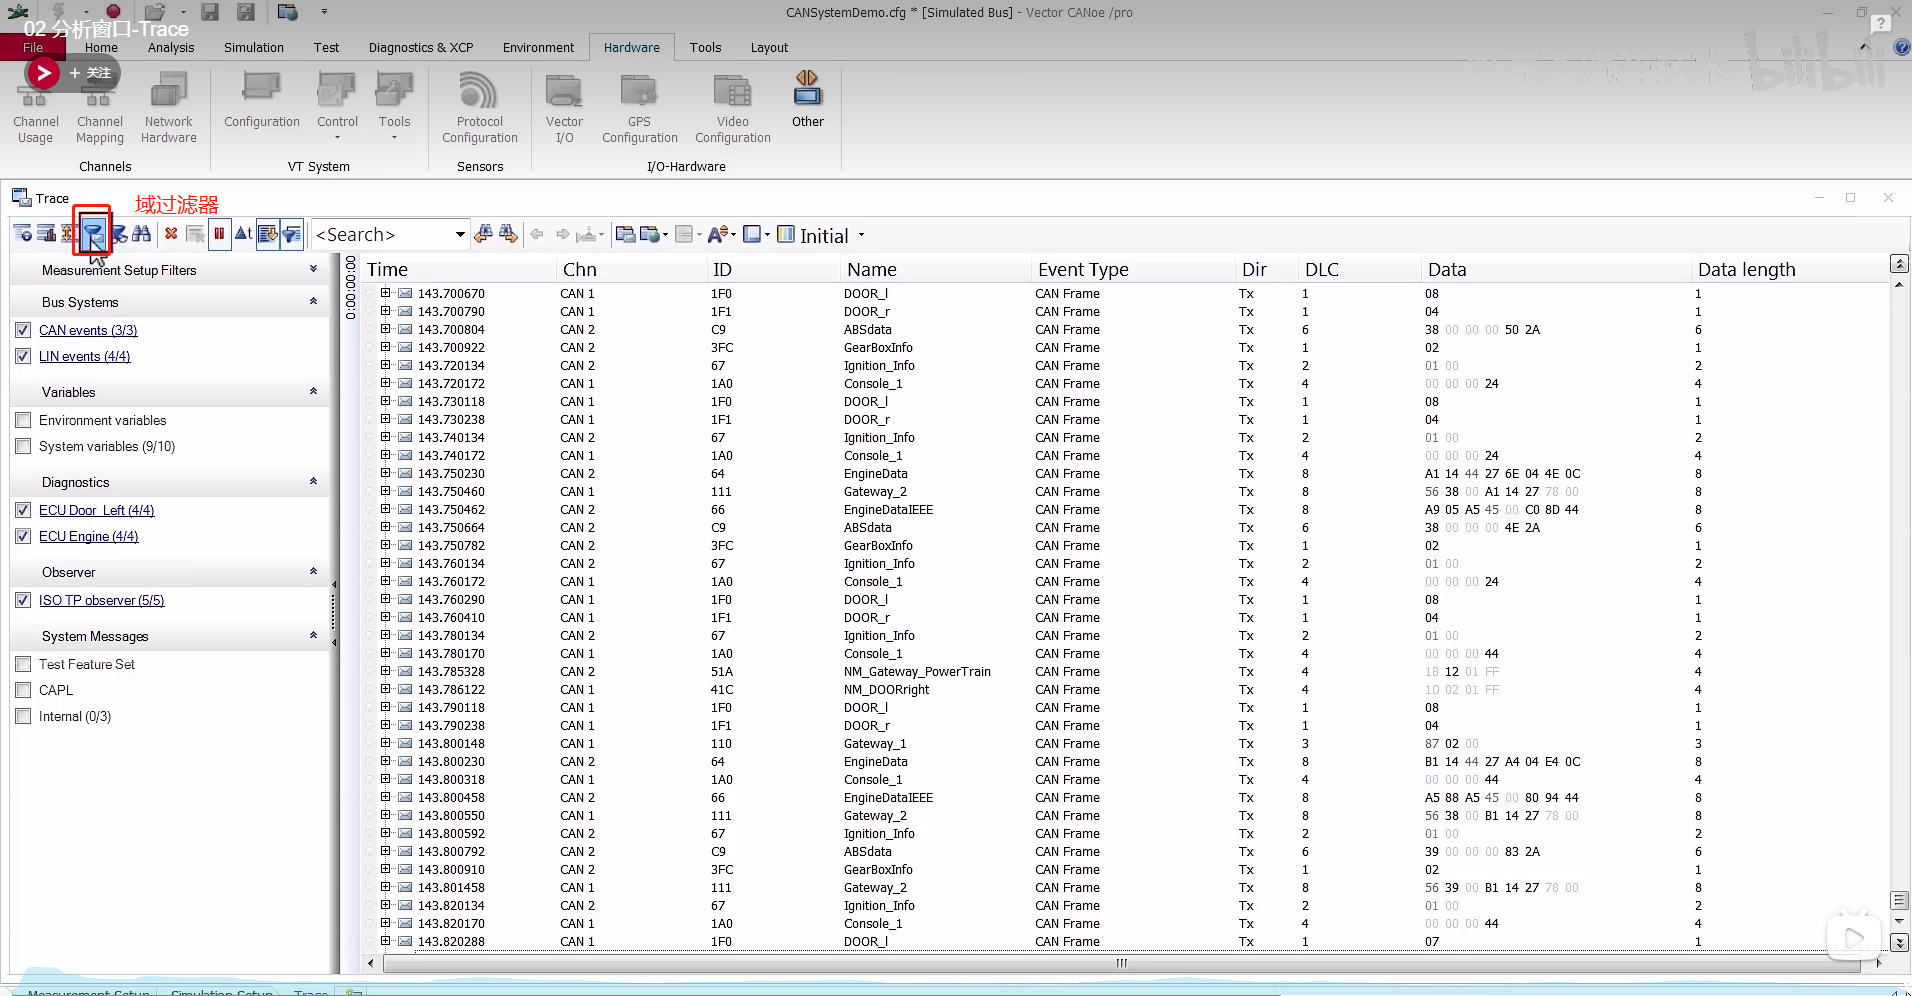 CANSystemDemo.cfg * [Simulated Bus] - Vector CANoe /pro
02 分析窗口-Trace
File Home Analysis Simulation Test Diagnostics & XCP Environment Hardware Tools Layout
+ 关注
bilibili
Channel Usage
Channel Mapping
Network Hardware
Configuration
Control
Tools
Protocol Configuration
Vector I/O
GPS Configuration
Video Configuration
Other
Channels VT System Sensors I/O-Hardware
Trace
域过滤器
<Search> Initial
Measurement Setup Filters
Bus Systems
CAN events (3/3)
LIN events (4/4)
Variables
Environment variables
System variables (9/10)
Diagnostics
ECU Door_Left (4/4)
ECU Engine (4/4)
Observer
ISO TP observer (5/5)
System Messages
Test Feature Set
CAPL
Internal (0/3)
0:00:00:00
Time Chn ID Name Event Type Dir DLC Data Data length
143.700670 CAN 1 1F0 DOOR_l CAN Frame Tx 1 08 1
143.700790 CAN 1 1F1 DOOR_r CAN Frame Tx 1 04 1
143.700804 CAN 2 C9 ABSdata CAN Frame Tx 6 38 00 00 00 50 2A 6
143.700922 CAN 2 3FC GearBoxInfo CAN Frame Tx 1 02 1
143.720134 CAN 2 67 Ignition_Info CAN Frame Tx 2 01 00 2
143.720172 CAN 1 1A0 Console_1 CAN Frame Tx 4 00 00 00 24 4
143.730118 CAN 1 1F0 DOOR_l CAN Frame Tx 1 08 1
143.730238 CAN 1 1F1 DOOR_r CAN Frame Tx 1 04 1
143.740134 CAN 2 67 Ignition_Info CAN Frame Tx 2 01 00 2
143.740172 CAN 1 1A0 Console_1 CAN Frame Tx 4 00 00 00 24 4
143.750230 CAN 2 64 EngineData CAN Frame Tx 8 A1 14 44 27 6E 04 4E 0C 8
143.750460 CAN 1 111 Gateway_2 CAN Frame Tx 8 56 38 00 A1 14 27 78 00 8
143.750462 CAN 2 66 EngineDataIEEE CAN Frame Tx 8 A9 05 A5 45 00 C0 8D 44 8
143.750664 CAN 2 C9 ABSdata CAN Frame Tx 6 38 00 00 00 4E 2A 6
143.750782 CAN 2 3FC GearBoxInfo CAN Frame Tx 1 02 1
143.760134 CAN 2 67 Ignition_Info CAN Frame Tx 2 01 00 2
143.760172 CAN 1 1A0 Console_1 CAN Frame Tx 4 00 00 00 24 4
143.760290 CAN 1 1F0 DOOR_l CAN Frame Tx 1 08 1
143.760410 CAN 1 1F1 DOOR_r CAN Frame Tx 1 04 1
143.780134 CAN 2 67 Ignition_Info CAN Frame Tx 2 01 00 2
143.780170 CAN 1 1A0 Console_1 CAN Frame Tx 4 00 00 00 44 4
143.785328 CAN 2 51A NM_Gateway_PowerTrain CAN Frame Tx 4 1B 12 01 FF 4
143.786122 CAN 1 41C NM_DOORright CAN Frame Tx 4 1D 02 01 FF 4
143.790118 CAN 1 1F0 DOOR_l CAN Frame Tx 1 08 1
143.790238 CAN 1 1F1 DOOR_r CAN Frame Tx 1 04 1
143.800148 CAN 1 110 Gateway_1 CAN Frame Tx 3 87 02 00 3
143.800230 CAN 2 64 EngineData CAN Frame Tx 8 B1 14 44 27 A4 04 E4 0C 8
143.800318 CAN 1 1A0 Console_1 CAN Frame Tx 4 00 00 00 44 4
143.800458 CAN 2 66 EngineDataIEEE CAN Frame Tx 8 A5 88 A5 45 00 80 94 44 8
143.800550 CAN 1 111 Gateway_2 CAN Frame Tx 8 56 38 00 B1 14 27 78 00 8
143.800592 CAN 2 67 Ignition_Info CAN Frame Tx 2 01 00 2
143.800792 CAN 2 C9 ABSdata CAN Frame Tx 6 39 00 00 00 83 2A 6
143.800910 CAN 2 3FC GearBoxInfo CAN Frame Tx 1 02 1
143.801458 CAN 1 111 Gateway_2 CAN Frame Tx 8 56 39 00 B1 14 27 78 00 8
143.820134 CAN 2 67 Ignition_Info CAN Frame Tx 2 01 00 2
143.820170 CAN 1 1A0 Console_1 CAN Frame Tx 4 00 00 00 44 4
143.820288 CAN 1 1F0 DOOR_l CAN Frame Tx 1 07 1
Measurement Setup Simulation Setup Trace